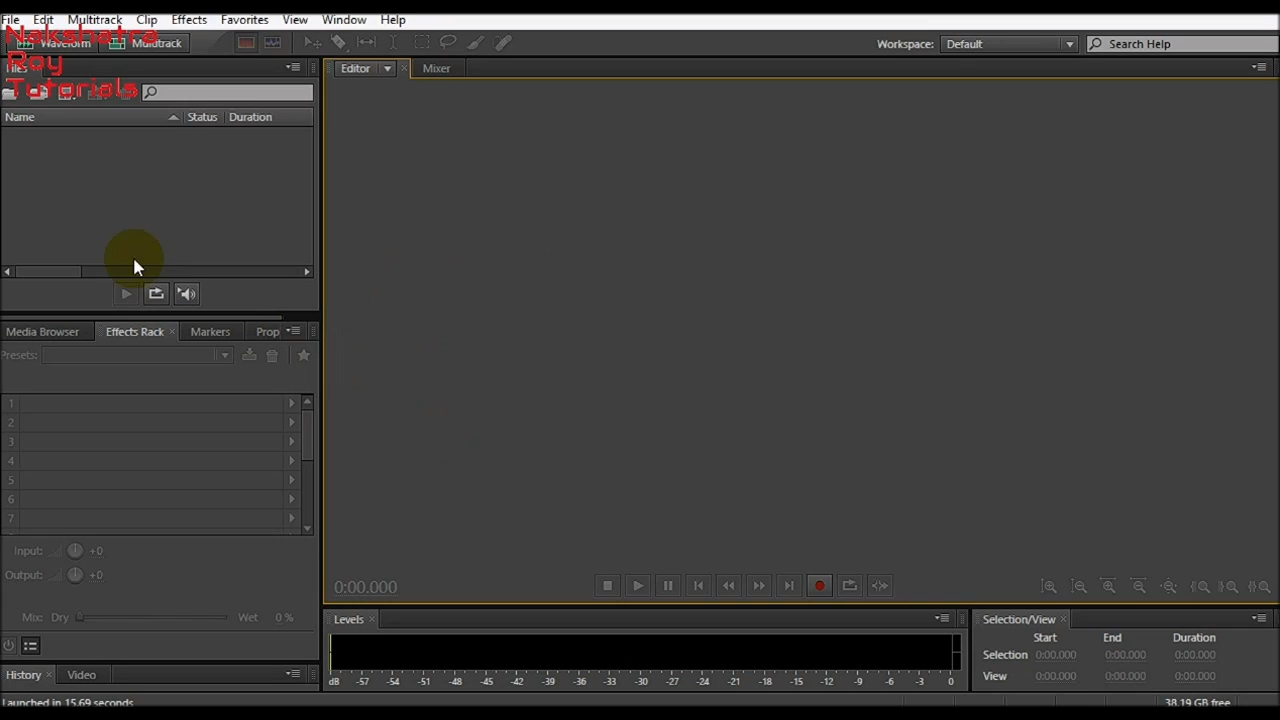 File Edit Multitrack Clip Effects Favorites View Window Help
Nakshatra
Roy
Tutorials
Waveform Multitrack Workspace: Default Search Help
Files
Editor Mixer
Name Status Duration
Media Browser Effects Rack Markers Prop
Presets:
1
2
3
4
5
6
7
Input: +0
Output: +0
Mix: Dry Wet 0 %
0:00.000
Levels
dB -57 -54 -51 -48 -45 -42 -39 -36 -33 -30 -27 -24 -21 -18 -15 -12 -9 -6 -3 0
Selection/View
Start End Duration
Selection 0:00.000 0:00.000 0:00.000
View 0:00.000 0:00.000 0:00.000
History Video
Launched in 15.69 seconds 38.19 GB free